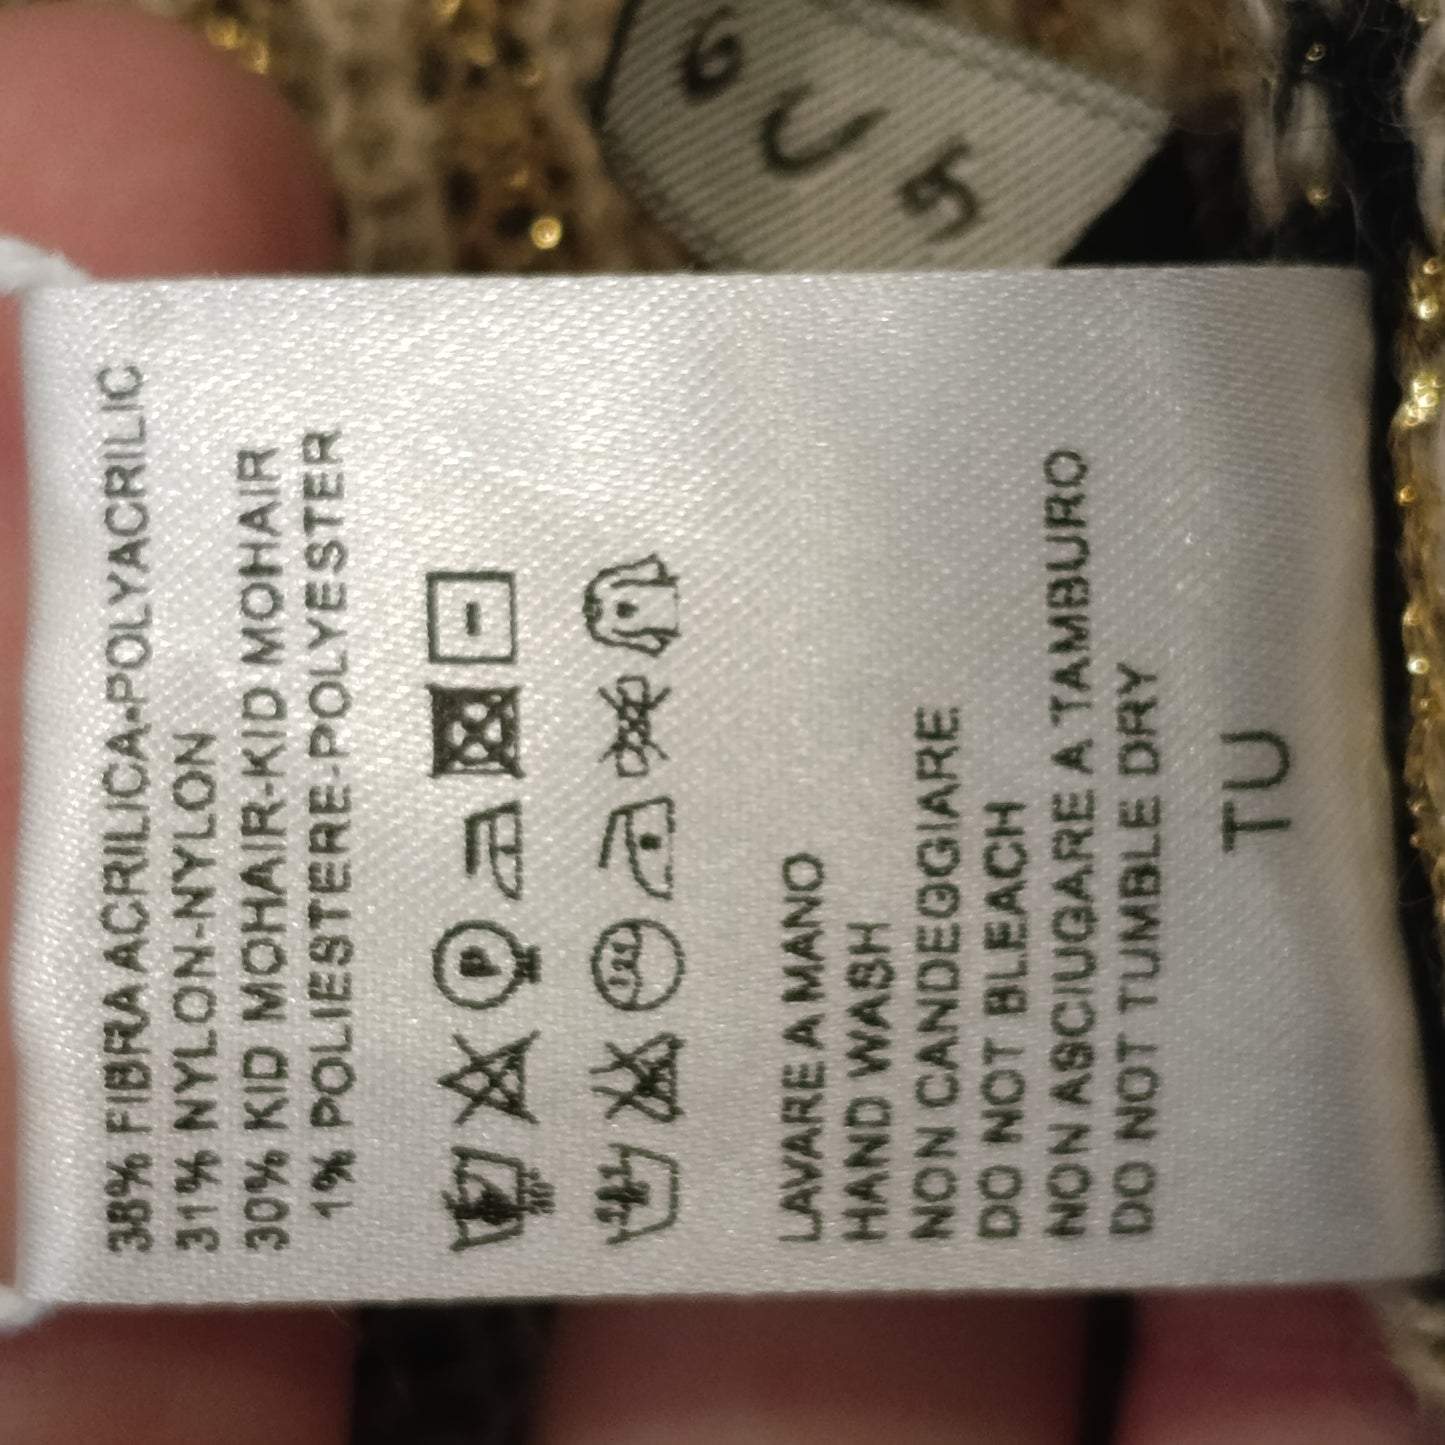 GUS
38% FIBRA ACRILICA-POLYACRILIC
31% NYLON-NYLON
30% KID MOHAIR-KID MOHAIR
1% POLIESTERE-POLYESTER
P
LAVARE A MANO
HAND WASH
NON CANDEGGIARE
DO NOT BLEACH
NON ASCIUGARE A TAMBURO
DO NOT TUMBLE DRY
TU